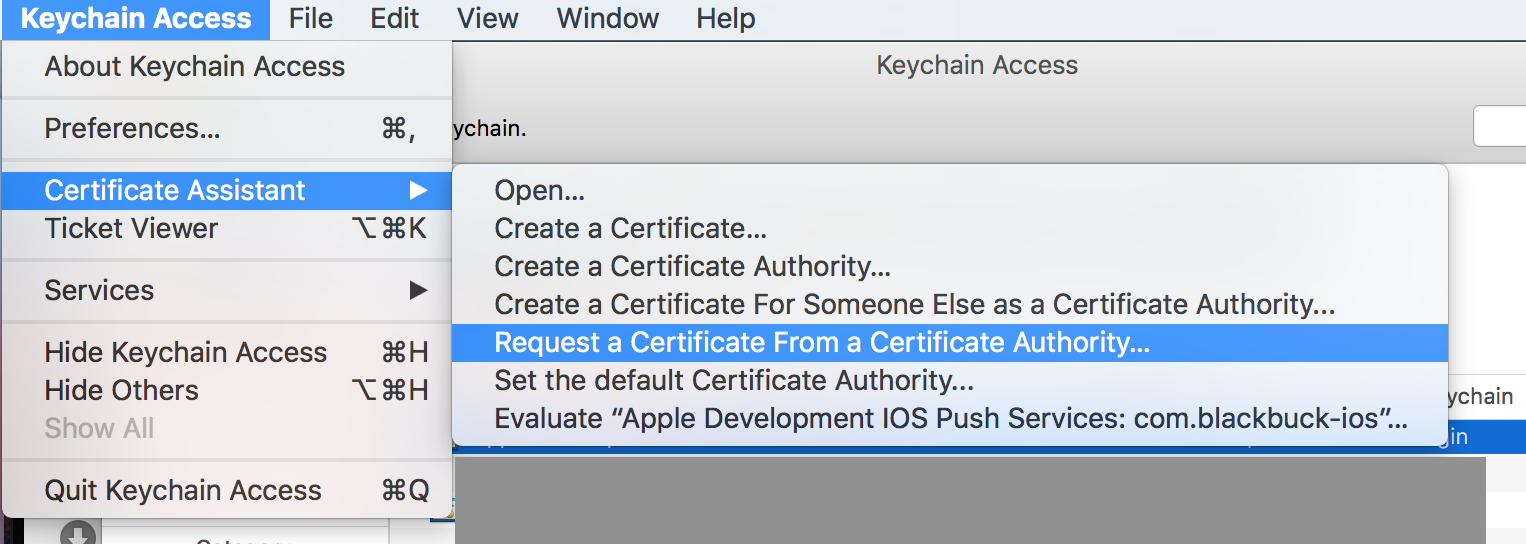 Keychain Access File Edit View Window Help
About Keychain Access
Keychain Access
Preferences... ⌘,
ychain.
Certificate Assistant ▶
Open...
Ticket Viewer ⌥⌘K
Create a Certificate...
Create a Certificate Authority...
Services ▶
Create a Certificate For Someone Else as a Certificate Authority...
Request a Certificate From a Certificate Authority...
Hide Keychain Access ⌘H
Set the default Certificate Authority...
Hide Others ⌥⌘H
ychain
Evaluate “Apple Development IOS Push Services: com.blackbuck-ios”...
Show All
gin
Quit Keychain Access ⌘Q